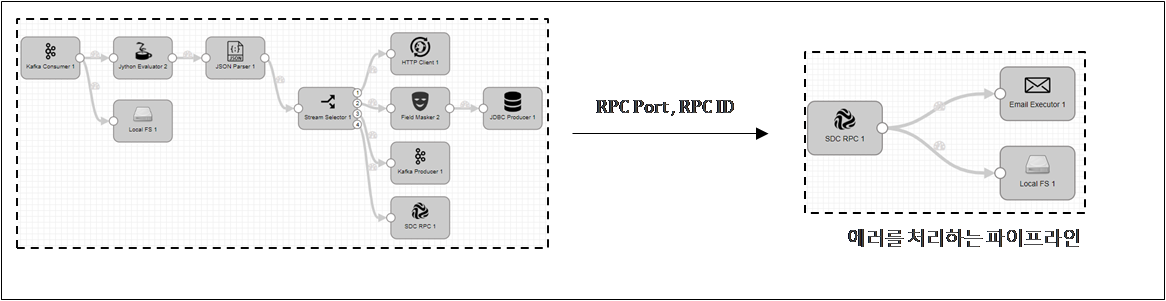 Kafka Consumer 1
Jython Evaluator 2
{;}
JSON
JSON Parser 1
Local FS 1
Stream Selector 1
1
2
3
4
HTTP Client 1
Field Masker 2
JDBC Producer 1
Kafka Producer 1
SDC RPC 1
RPC Port, RPC ID
SDC RPC 1
Email Executor 1
Local FS 1
에러를 처리하는 파이프라인